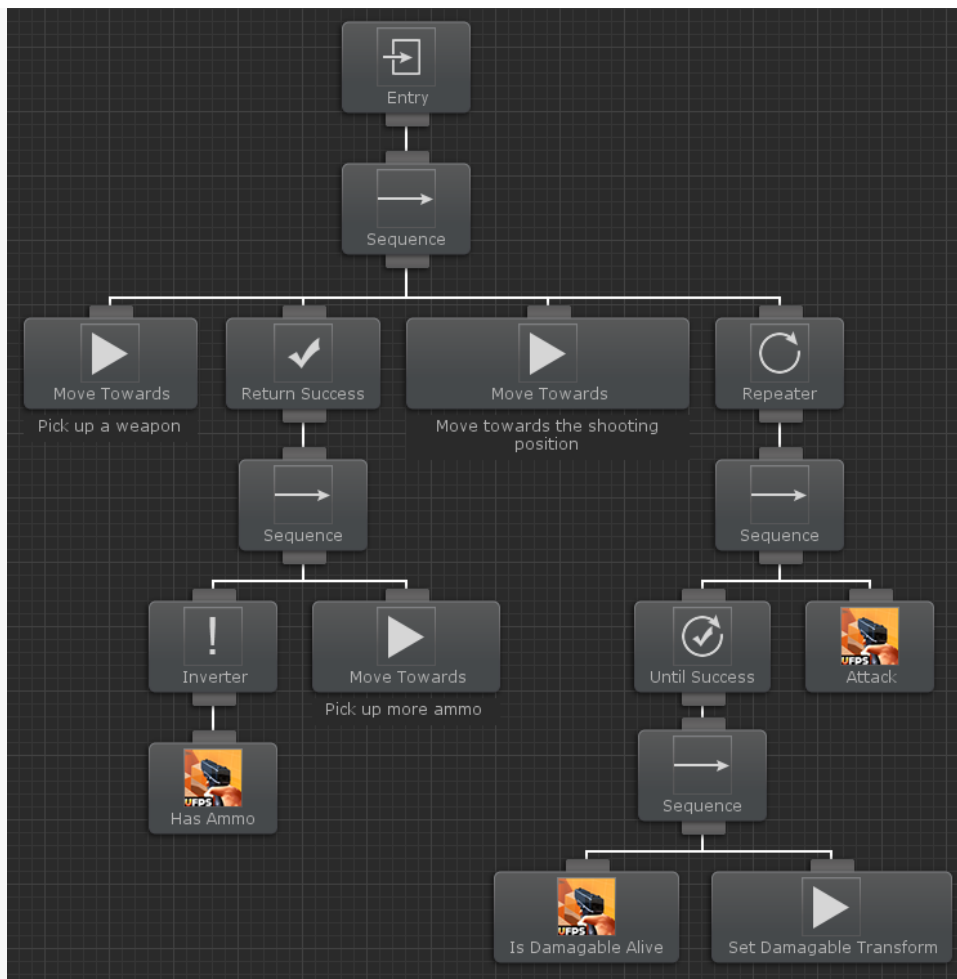 Entry
Sequence
Move Towards
Return Success
Move Towards
Repeater
Pick up a weapon
Move towards the shooting
position
Sequence
Sequence
Inverter
Move Towards
Until Success
UFPS
Attack
Pick up more ammo
UFPS
Has Ammo
Sequence
UFPS
Is Damagable Alive
Set Damagable Transform